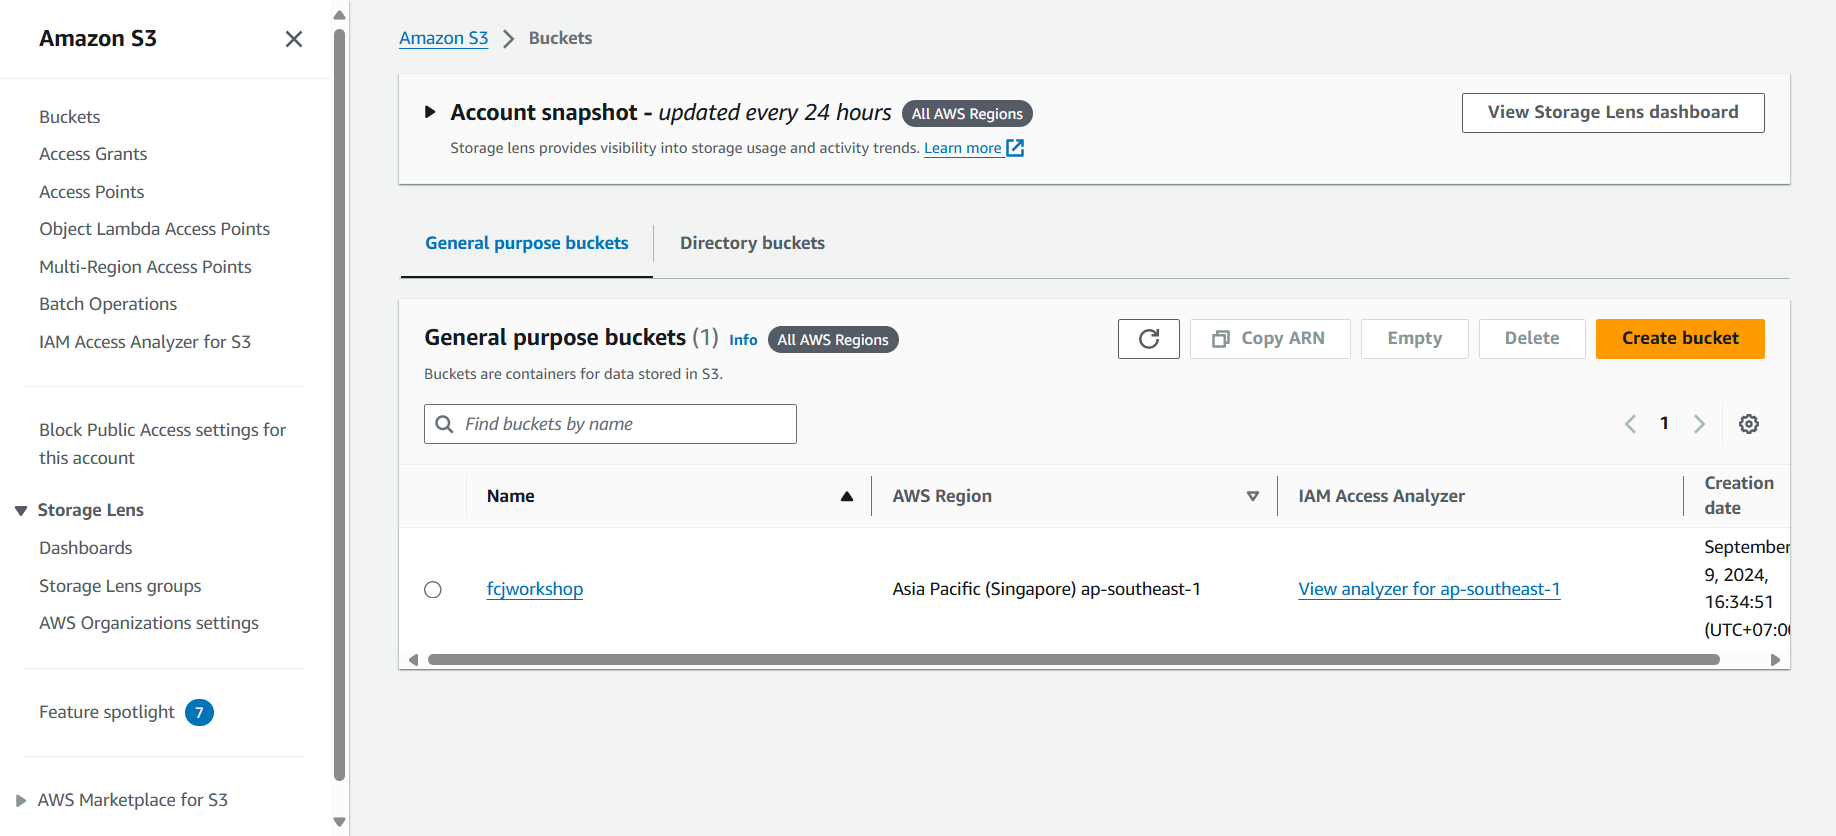 Amazon S3
Buckets
Access Grants
Access Points
Object Lambda Access Points
Multi-Region Access Points
Batch Operations
IAM Access Analyzer for S3
Block Public Access settings for
this account
Storage Lens
Dashboards
Storage Lens groups
AWS Organizations settings
Feature spotlight 7
AWS Marketplace for S3
Amazon S3 Buckets
Account snapshot - updated every 24 hours All AWS Regions
View Storage Lens dashboard
Storage lens provides visibility into storage usage and activity trends. Learn more
General purpose buckets Directory buckets
General purpose buckets (1) Info All AWS Regions
Copy ARN Empty Delete Create bucket
Buckets are containers for data stored in S3.
Find buckets by name
1
Name AWS Region IAM Access Analyzer Creation
date
fcjworkshop Asia Pacific (Singapore) ap-southeast-1 View analyzer for ap-southeast-1
September
9, 2024,
16:34:51
(UTC+07:00